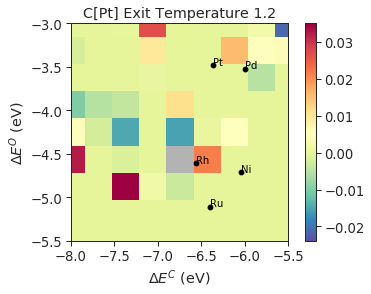 C[Pt] Exit Temperature 1.2
−3.0
−3.5
−4.0
−4.5
−5.0
−5.5
ΔE^O (eV)
Pt
Pd
Rh
Ni
Ru
−8.0 −7.5 −7.0 −6.5 −6.0 −5.5
ΔE^C (eV)
0.03
0.02
0.01
0.00
−0.01
−0.02